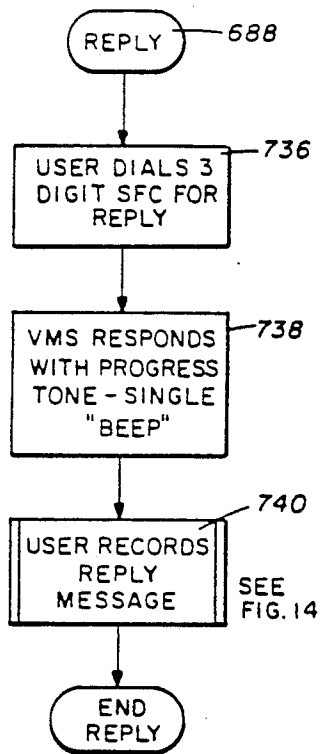 REPLY
688
736
USER DIALS 3
DIGIT SFC FOR
REPLY
738
VMS RESPONDS
WITH PROGRESS
TONE - SINGLE
"BEEP"
740
USER RECORDS
REPLY
MESSAGE
SEE
FIG. 14
END
REPLY